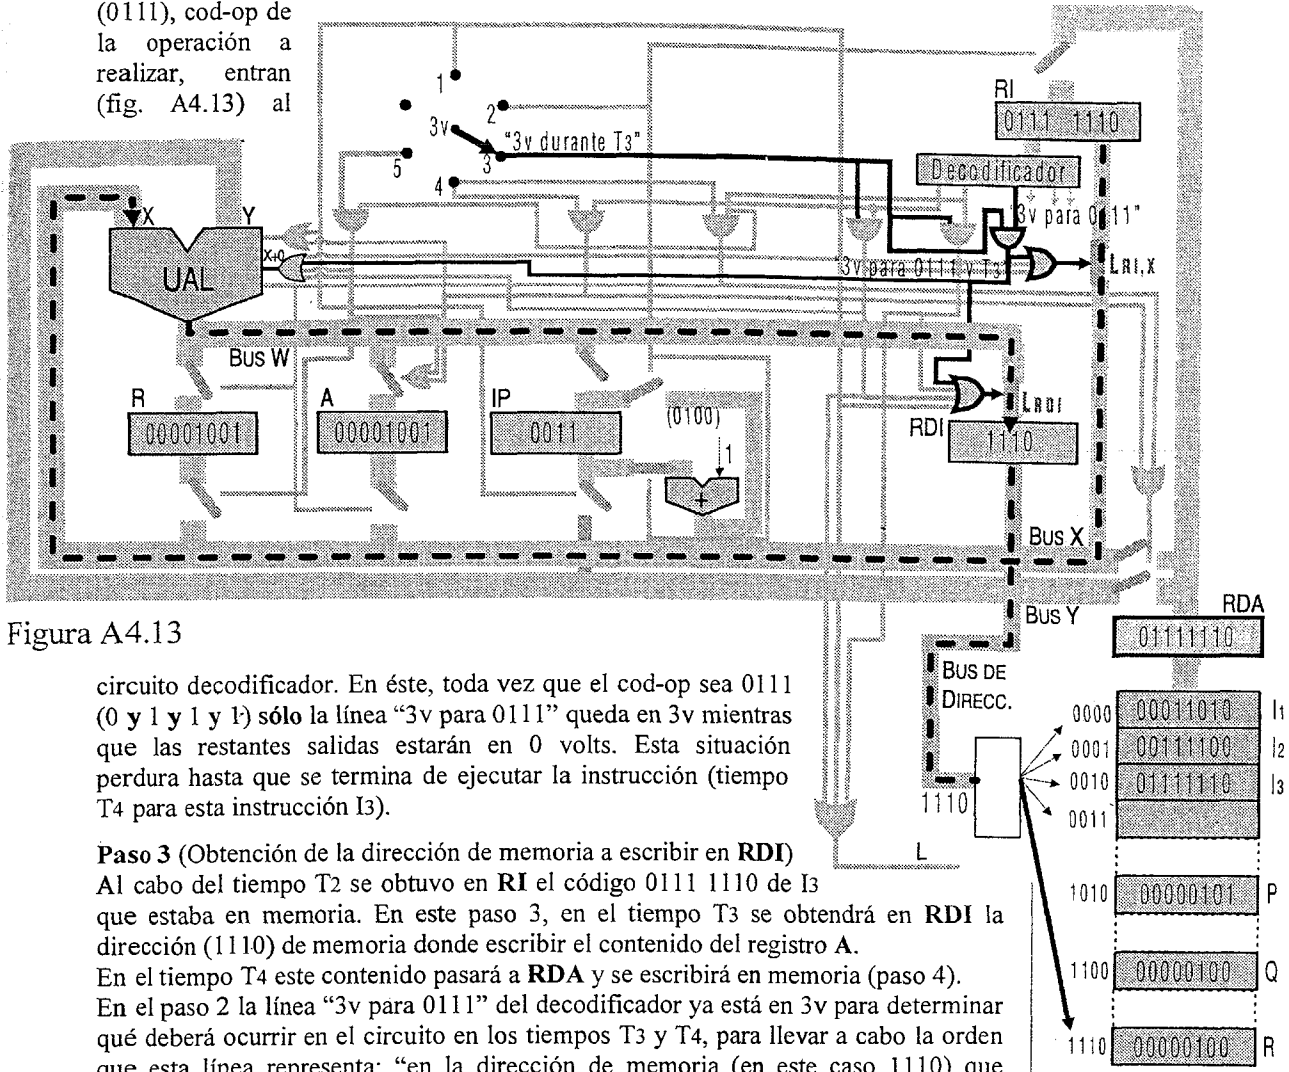 (0111), cod-op de
la operación a
realizar, entran
(fig. A4.13) al
1
2
3v
"3v durante T3"
3
4
5
RI
0111 1110
Decodificador
"3v para 0111"
"3v para 0111 y T3"
LRI,X
X
Y
X+0
UAL
BUS W
R
00001001
A
00001001
IP
0011
(0100)
1
+
LRDI
RDI
1110
BUS X
BUS Y
RDA
01111110
Figura A4.13
BUS DE
DIRECC.
1110
L
0000 00011010 I1
0001 00111100 I2
0010 01111110 I3
0011
1010 00000101 P
1100 00000100 Q
1110 00000100 R
circuito decodificador. En éste, toda vez que el cod-op sea 0111
(0 y 1 y 1 y 1) sólo la línea “3v para 0111” queda en 3v mientras
que las restantes salidas estarán en 0 volts. Esta situación
perdura hasta que se termina de ejecutar la instrucción (tiempo
T4 para esta instrucción I3).
Paso 3 (Obtención de la dirección de memoria a escribir en RDI)
Al cabo del tiempo T2 se obtuvo en RI el código 0111 1110 de I3
que estaba en memoria. En este paso 3, en el tiempo T3 se obtendrá en RDI la
dirección (1110) de memoria donde escribir el contenido del registro A.
En el tiempo T4 este contenido pasará a RDA y se escribirá en memoria (paso 4).
En el paso 2 la línea “3v para 0111” del decodificador ya está en 3v para determinar
qué deberá ocurrir en el circuito en los tiempos T3 y T4, para llevar a cabo la orden
que esta línea representa: “en la dirección de memoria (en este caso 1110) que